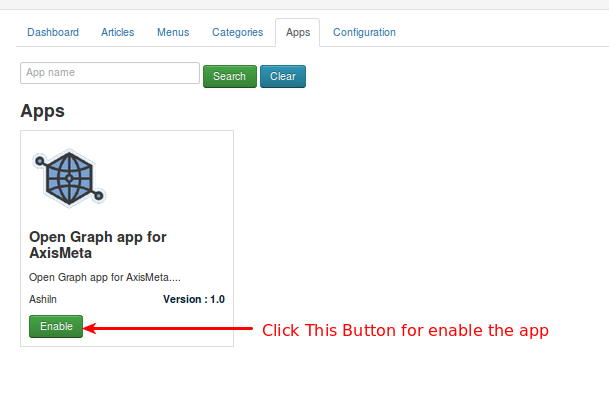 Dashboard Articles Menus Categories Apps Configuration
App name Search Clear
Apps
Open Graph app for
AxisMeta
Open Graph app for AxisMeta....
Ashiln Version : 1.0
Enable Click This Button for enable the app